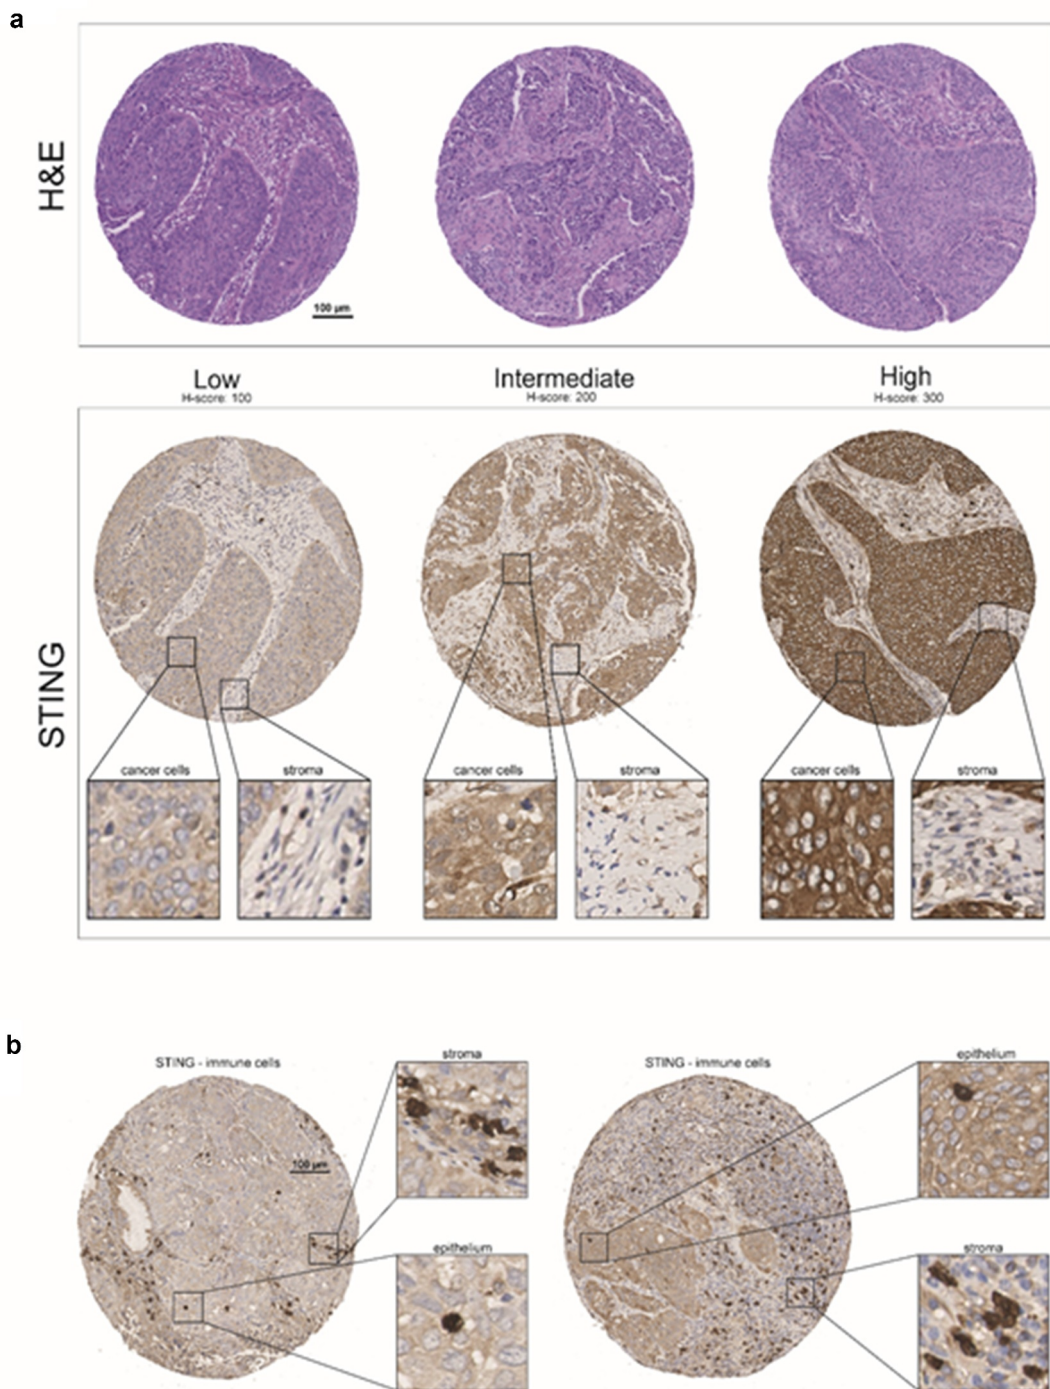 a
H&E
100 µm
Low
H-score: 100
Intermediate
H-score: 200
High
H-score: 300
STING
cancer cells
stroma
cancer cells
stroma
cancer cells
stroma
b
STING - immune cells
stroma
STING - immune cells
epithelium
100 µm
epithelium
stroma